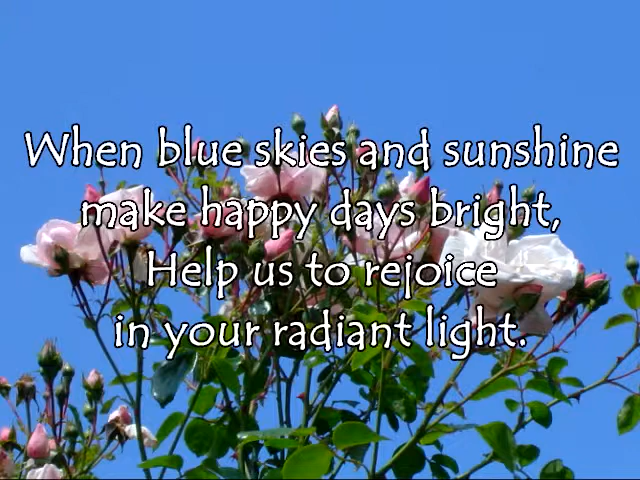 When blue skies and sunshine
make happy days bright,
Help us to rejoice
in your radiant light.